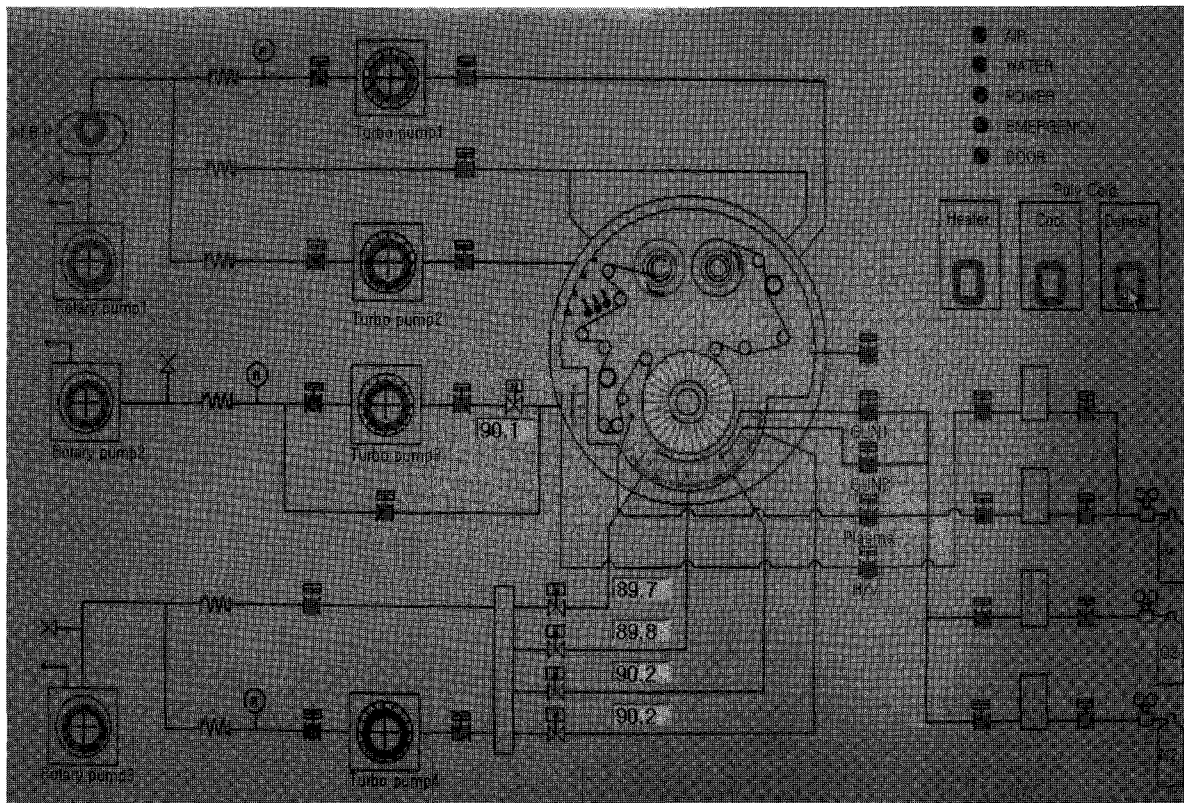 AIR
WATER
POWER
EMERGENCY
DOOR
Turbo pump1
Poly Cold
Heater
Cool
Defrost
Rotary pump1
Turbo pump2
90,1
Rotary pump2
Turbo pump3
GUN1
GUN2
Plasma
89,7
89,8
90,2
90,2
Rotary pump3
Turbo pump4